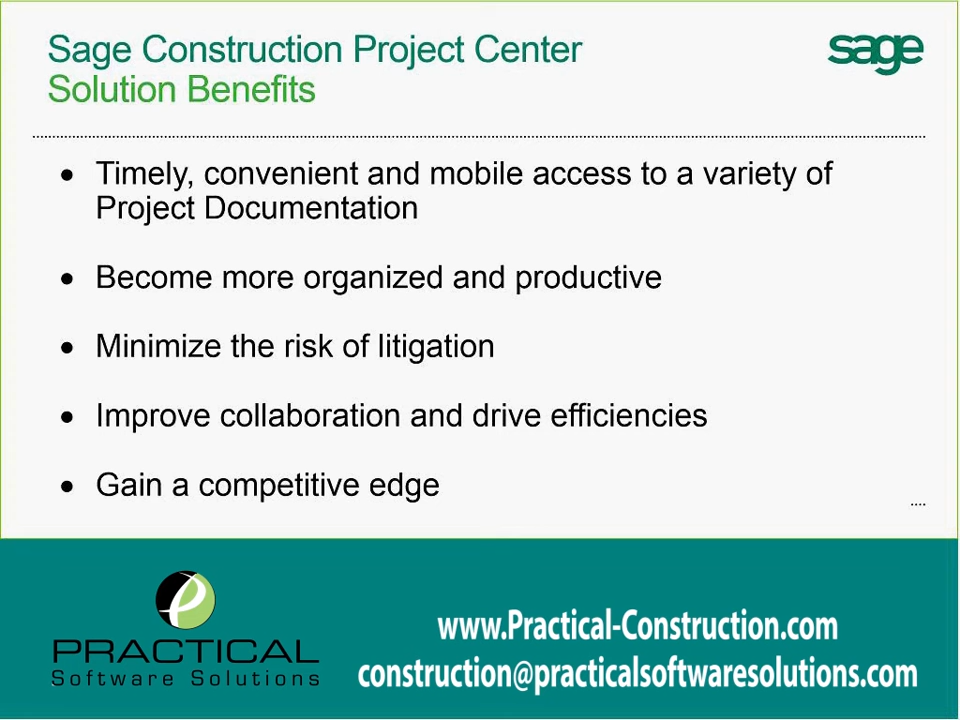 Sage Construction Project Center
sage
Solution Benefits
• Timely, convenient and mobile access to a variety of
Project Documentation
• Become more organized and productive
• Minimize the risk of litigation
• Improve collaboration and drive efficiencies
• Gain a competitive edge
PRACTICAL
Software Solutions
www.Practical-Construction.com
construction@practicalsoftwaresolutions.com